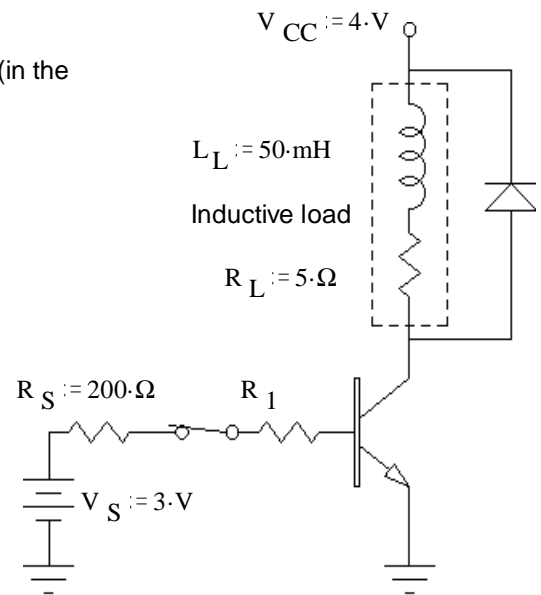 V CC := 4·V
(in the
L L := 50·mH
Inductive load
R L := 5·Ω
R S := 200·Ω R 1
V S := 3·V